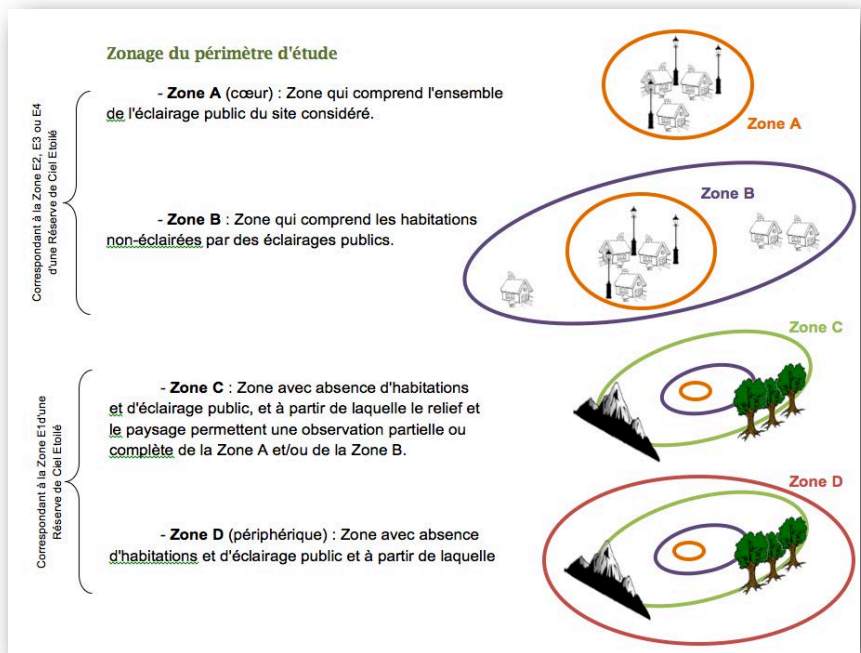 Zonage du périmètre d'étude
Correspondant à la Zone E2, E3 ou E4
d'une Réserve de Ciel Etoilé
- Zone A (cœur) : Zone qui comprend l'ensemble
de l'éclairage public du site considéré.
Zone A
- Zone B : Zone qui comprend les habitations
non-éclairées par des éclairages publics.
Zone B
Correspondant à la Zone E1d'une
Réserve de Ciel Etoilé
- Zone C : Zone avec absence d'habitations
et d'éclairage public, et à partir de laquelle le relief et
le paysage permettent une observation partielle ou
complète de la Zone A et/ou de la Zone B.
Zone C
- Zone D (périphérique) : Zone avec absence
d'habitations et d'éclairage public et à partir de laquelle
Zone D